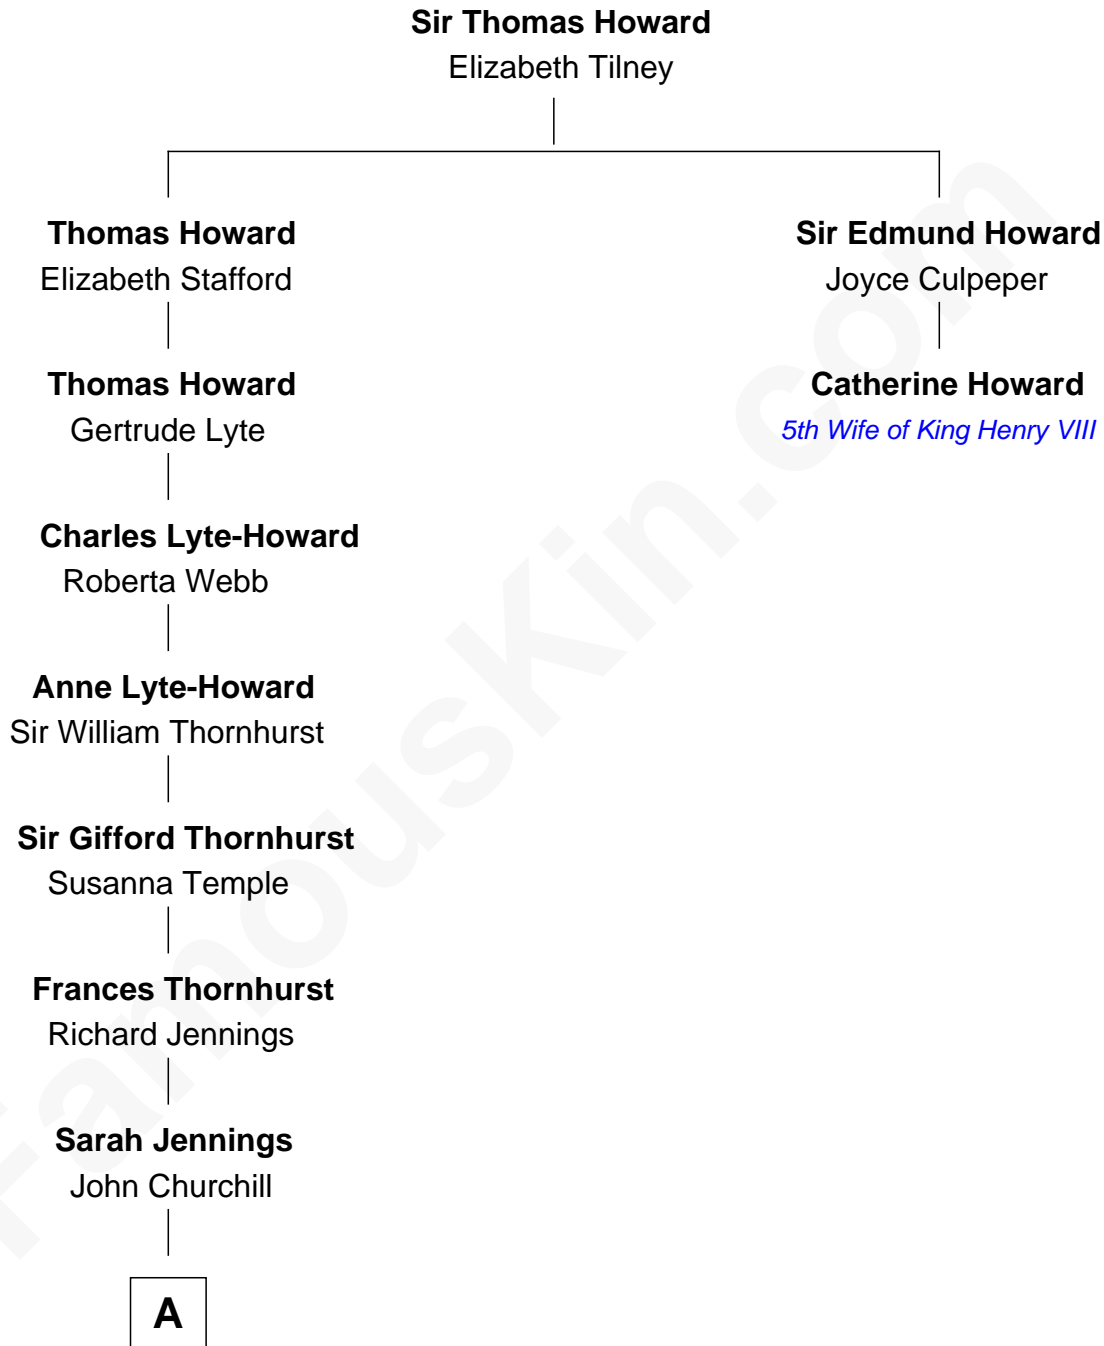 Sir Thomas Howard
Elizabeth Tilney
Thomas Howard
Elizabeth Stafford
Sir Edmund Howard
Joyce Culpeper
Thomas Howard
Gertrude Lyte
Catherine Howard
5th Wife of King Henry VIII
Charles Lyte-Howard
Roberta Webb
Anne Lyte-Howard
Sir William Thornhurst
Sir Gifford Thornhurst
Susanna Temple
Frances Thornhurst
Richard Jennings
Sarah Jennings
John Churchill
A
FamousKin.com